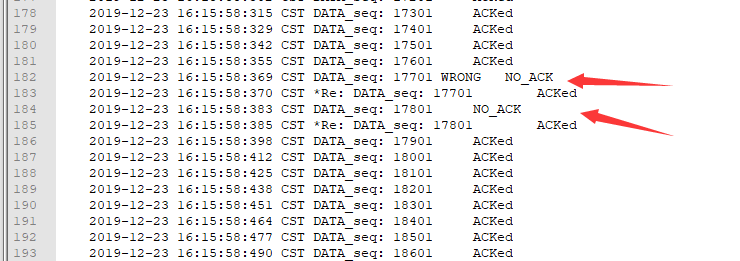 178 2019-12-23 16:15:58:315 CST DATA_seq: 17301 ACKed
179 2019-12-23 16:15:58:329 CST DATA_seq: 17401 ACKed
180 2019-12-23 16:15:58:342 CST DATA_seq: 17501 ACKed
181 2019-12-23 16:15:58:355 CST DATA_seq: 17601 ACKed
182 2019-12-23 16:15:58:369 CST DATA_seq: 17701 WRONG NO_ACK
183 2019-12-23 16:15:58:370 CST *Re: DATA_seq: 17701 ACKed
184 2019-12-23 16:15:58:383 CST DATA_seq: 17801 NO_ACK
185 2019-12-23 16:15:58:385 CST *Re: DATA_seq: 17801 ACKed
186 2019-12-23 16:15:58:398 CST DATA_seq: 17901 ACKed
187 2019-12-23 16:15:58:412 CST DATA_seq: 18001 ACKed
188 2019-12-23 16:15:58:425 CST DATA_seq: 18101 ACKed
189 2019-12-23 16:15:58:438 CST DATA_seq: 18201 ACKed
190 2019-12-23 16:15:58:451 CST DATA_seq: 18301 ACKed
191 2019-12-23 16:15:58:464 CST DATA_seq: 18401 ACKed
192 2019-12-23 16:15:58:477 CST DATA_seq: 18501 ACKed
193 2019-12-23 16:15:58:490 CST DATA_seq: 18601 ACKed